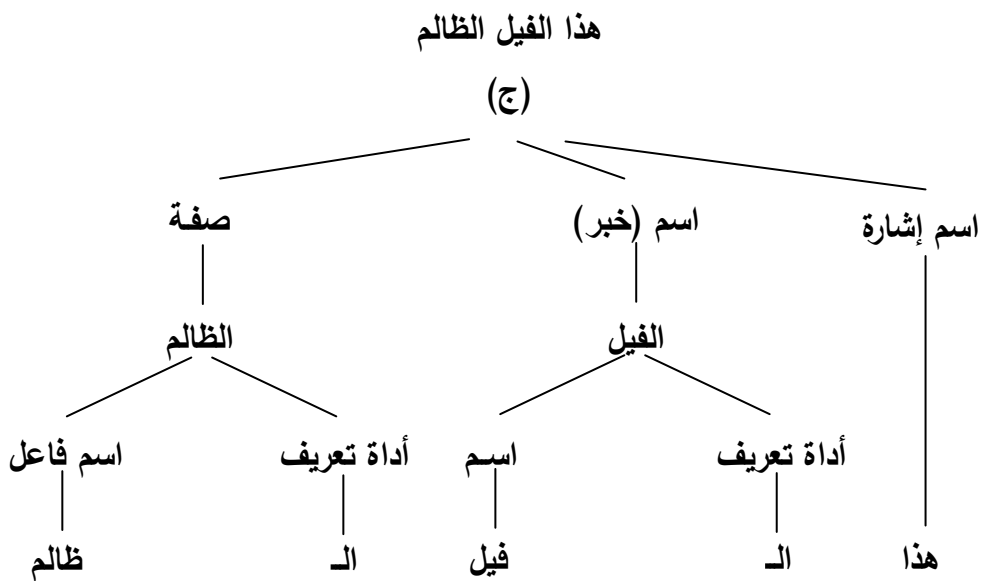 هذا الفيل الظالم
(ج)
اسم إشارة اسم (خبر) صفة
الفيل الظالم
أداة تعريف اسم أداة تعريف اسم فاعل
هذا الـ فيل الـ ظالم